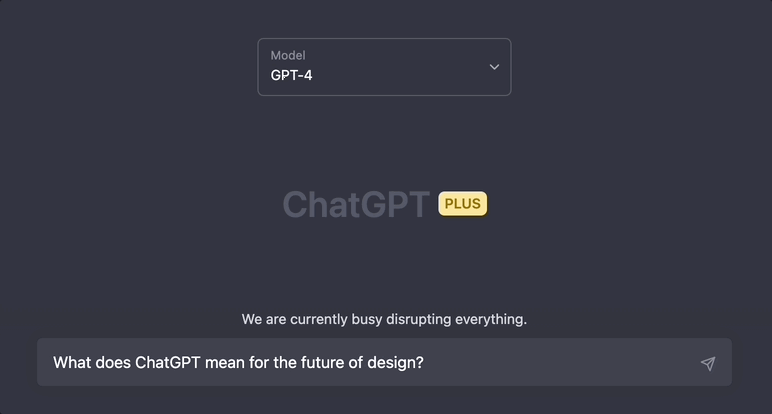 Model
GPT-4
ChatGPT PLUS
We are currently busy disrupting everything.
What does ChatGPT mean for the future of design?